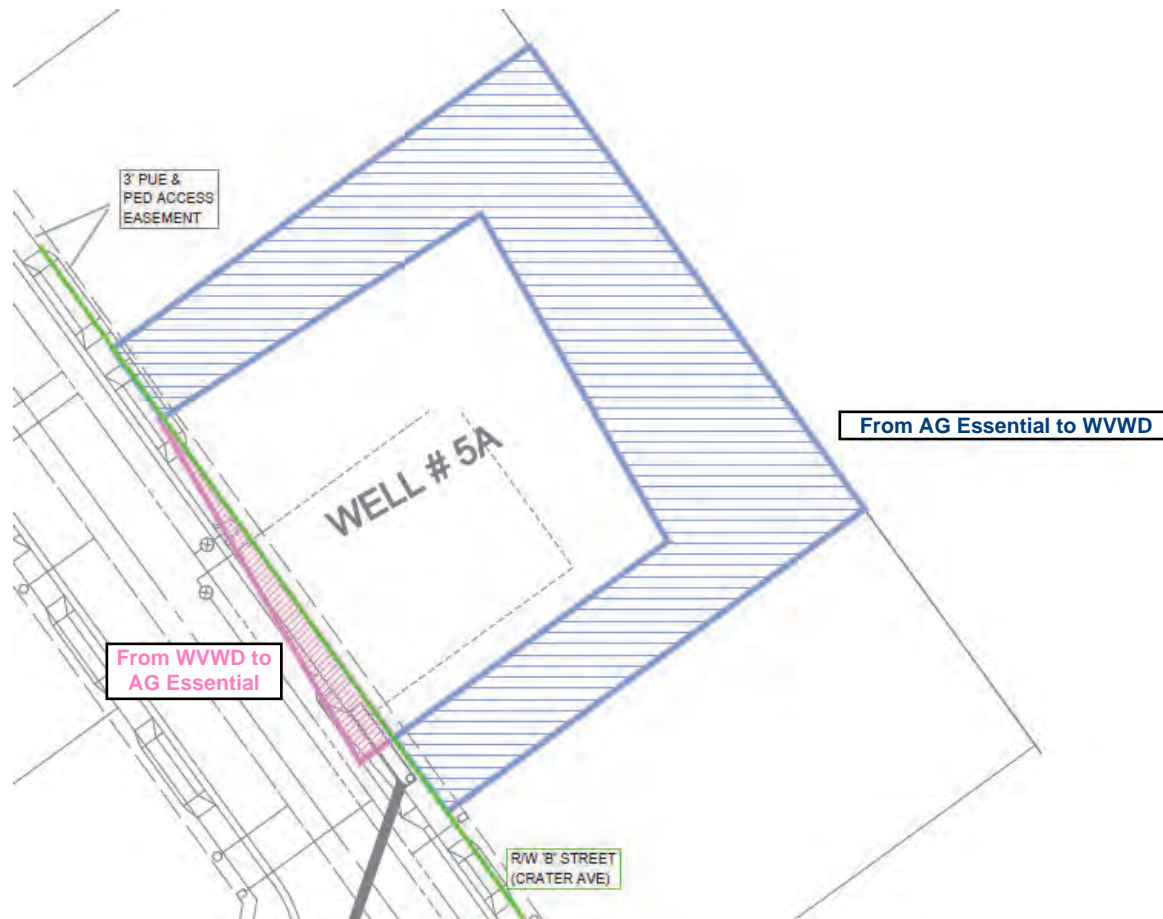 3' PUE &
PED ACCESS
EASEMENT
From AG Essential to WVWD
WELL # 5A
From WVWD to
AG Essential
R/W 'B' STREET
(CRATER AVE)